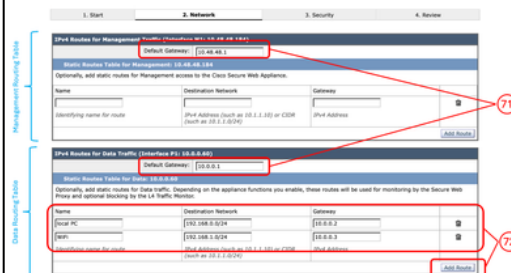 1. Start
2. Network
3. Security
4. Review
IPv4 Routes for Management Traffic (Interface M1: 10.48.48.184)
Default Gateway: 10.48.48.1
Static Routes Table for Management: 10.48.48.184
Optionally, add static routes for Management access to the Cisco Secure Web Appliance.
Name Destination Network Gateway
Identifying name for route IPv4 Address (such as 10.1.1.10) or CIDR IPv4 Address
(such as 10.1.1.0/24)
Add Route
Management Routing Table
71
IPv4 Routes for Data Traffic (Interface P1: 10.0.0.60)
Default Gateway: 10.0.0.1
Static Routes Table for Data: 10.0.0.60
Optionally, add static routes for Data traffic. Depending on the appliance functions you enable, these routes will be used for monitoring by the Secure Web
Proxy and optional blocking by the L4 Traffic Monitor.
Name Destination Network Gateway
local PC 192.168.0.0/24 10.0.0.2
WiFi 192.168.1.0/24 10.0.0.3
Identifying name for route IPv4 Address (such as 10.1.1.10) or CIDR IPv4 Address
(such as 10.1.1.0/24)
Add Route
Data Routing Table